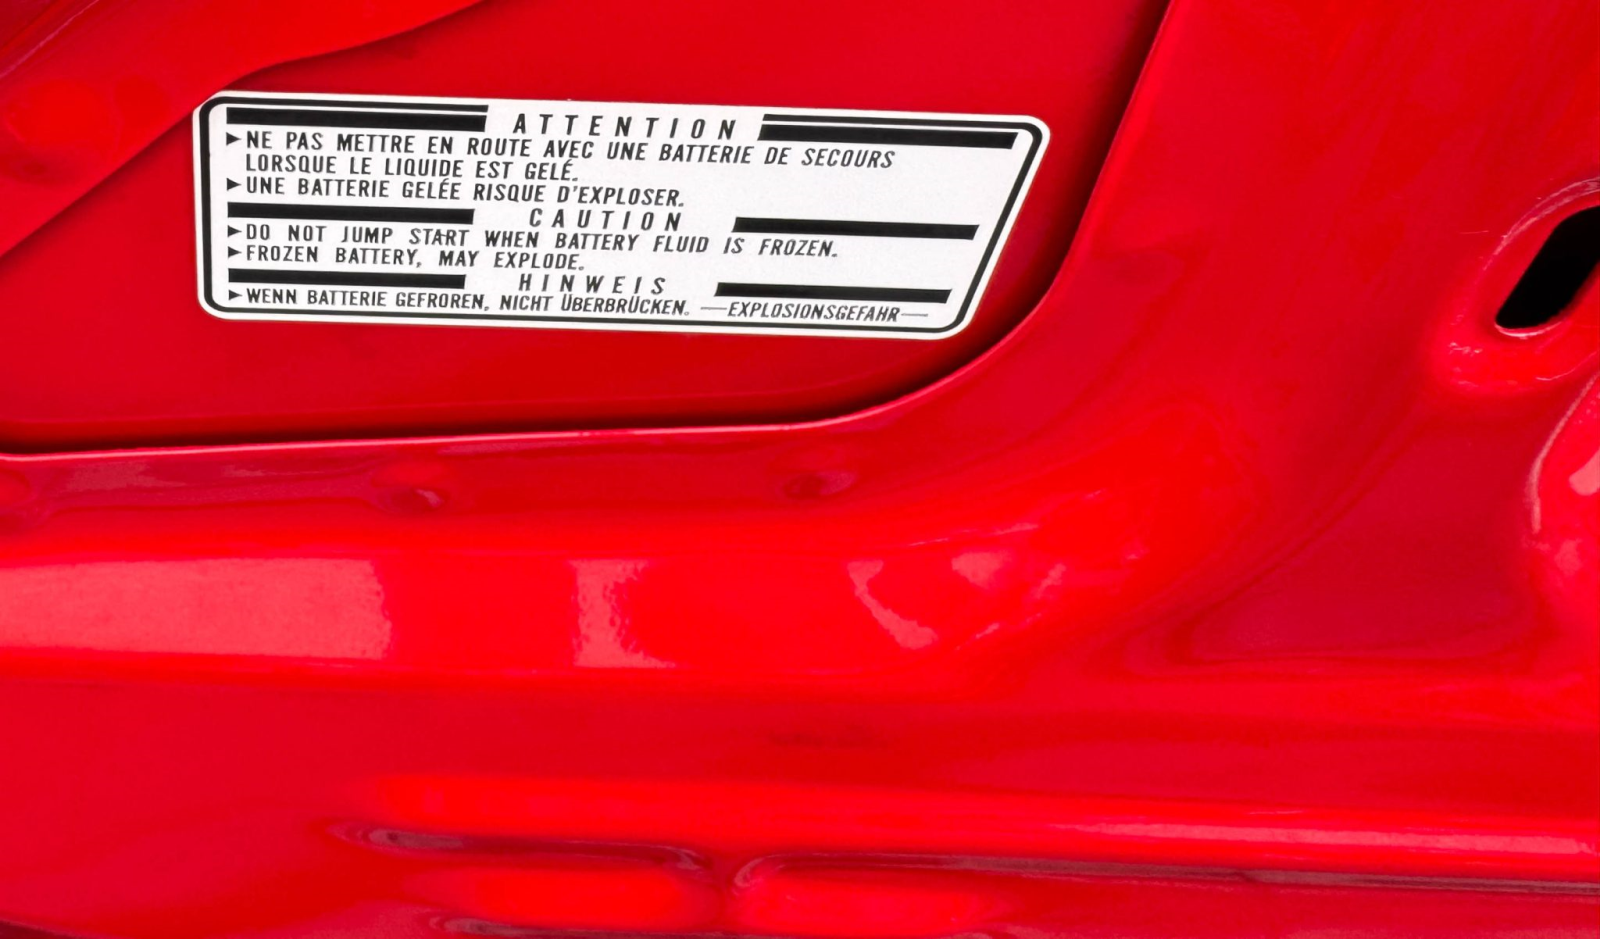 ATTENTION
NE PAS METTRE EN ROUTE AVEC UNE BATTERIE DE SECOURS
LORSQUE LE LIQUIDE EST GELÉ.
UNE BATTERIE GELÉE RISQUE D'EXPLOSER.
CAUTION
DO NOT JUMP START WHEN BATTERY FLUID IS FROZEN.
FROZEN BATTERY, MAY EXPLODE.
HINWEIS
WENN BATTERIE GEFROREN, NICHT ÜBERBRÜCKEN. —EXPLOSIONSGEFAHR—